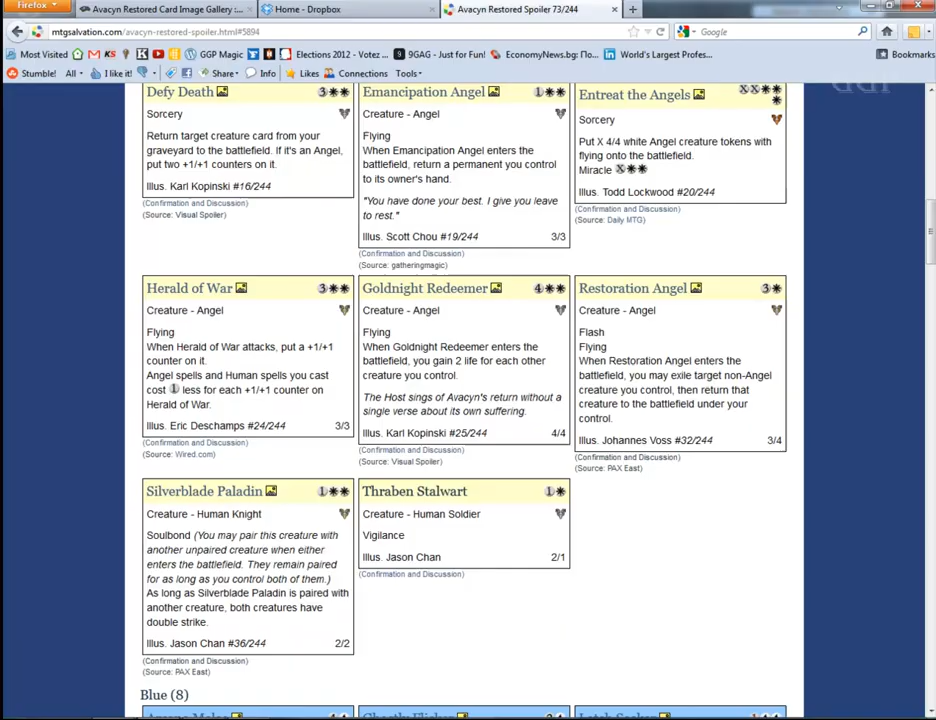 Firefox
Avacyn Restored Card Image Gallery :...
Home - Dropbox
Avacyn Restored Spoiler 73/244
mtgsalvation.com/avacyn-restored-spoiler.html#5894
Google
Most Visited
GGP Magic
Elections 2012 - Votez ...
9GAG - Just for Fun!
EconomyNews.bg: По...
World's Largest Profes...
Bookmarks
Stumble!
All
I like it!
Share
Info
Likes
Connections
Tools
Defy Death 3
Sorcery
Return target creature card from your
graveyard to the battlefield. If it's an Angel,
put two +1/+1 counters on it.
Illus. Karl Kopinski #16/244
(Confirmation and Discussion)
(Source: Visual Spoiler)
Emancipation Angel 1
Creature - Angel
Flying
When Emancipation Angel enters the
battlefield, return a permanent you control
to its owner's hand.
"You have done your best. I give you leave
to rest."
Illus. Scott Chou #19/244 3/3
(Confirmation and Discussion)
(Source: gatheringmagic)
Entreat the Angels X X
Sorcery
Put X 4/4 white Angel creature tokens with
flying onto the battlefield.
Miracle X
Illus. Todd Lockwood #20/244
(Confirmation and Discussion)
(Source: Daily MTG)
Herald of War 3
Creature - Angel
Flying
When Herald of War attacks, put a +1/+1
counter on it.
Angel spells and Human spells you cast
cost 1 less for each +1/+1 counter on
Herald of War.
Illus. Eric Deschamps #24/244 3/3
(Confirmation and Discussion)
(Source: Wired.com)
Goldnight Redeemer 4
Creature - Angel
Flying
When Goldnight Redeemer enters the
battlefield, you gain 2 life for each other
creature you control.
The Host sings of Avacyn's return without a
single verse about its own suffering.
Illus. Karl Kopinski #25/244 4/4
(Confirmation and Discussion)
(Source: Visual Spoiler)
Restoration Angel 3
Creature - Angel
Flash
Flying
When Restoration Angel enters the
battlefield, you may exile target non-Angel
creature you control, then return that
creature to the battlefield under your
control.
Illus. Johannes Voss #32/244 3/4
(Confirmation and Discussion)
(Source: PAX East)
Silverblade Paladin 1
Creature - Human Knight
Soulbond (You may pair this creature with
another unpaired creature when either
enters the battlefield. They remain paired
for as long as you control both of them.)
As long as Silverblade Paladin is paired with
another creature, both creatures have
double strike.
Illus. Jason Chan #36/244 2/2
(Confirmation and Discussion)
(Source: PAX East)
Thraben Stalwart 1
Creature - Human Soldier
Vigilance
Illus. Jason Chan 2/1
(Confirmation and Discussion)
Blue (8)